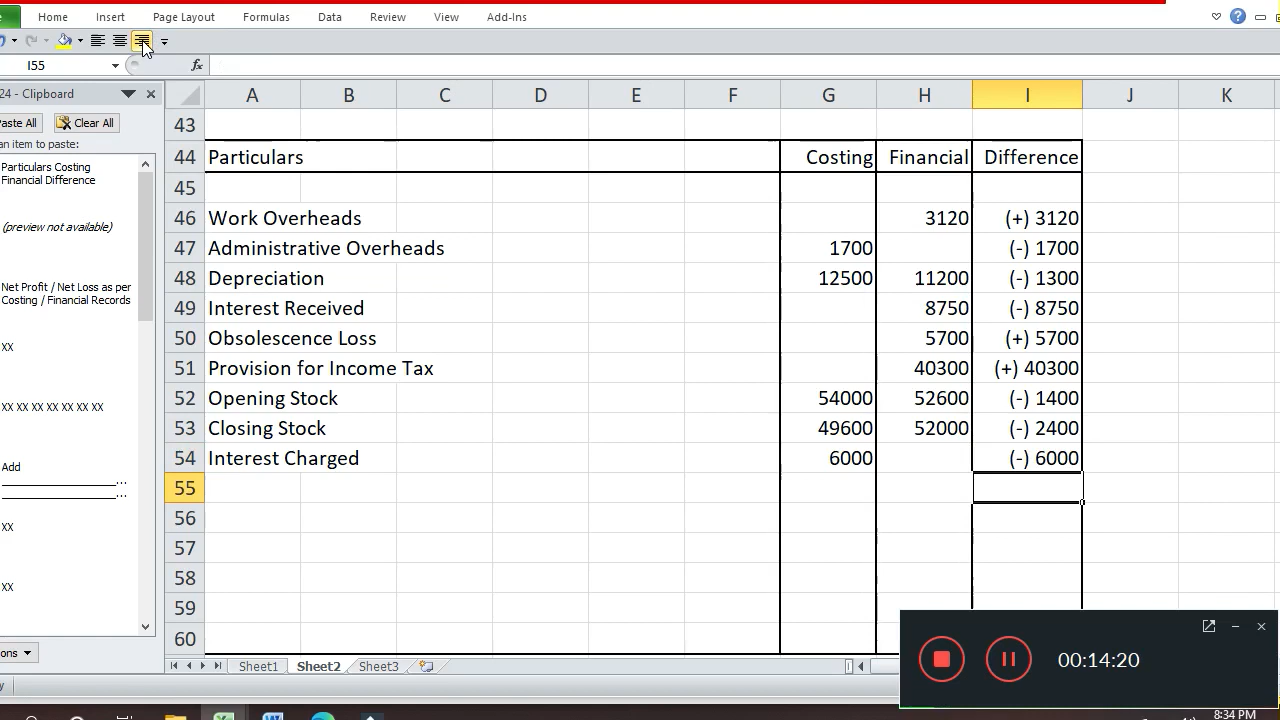 Home Insert Page Layout Formulas Data Review View Add-Ins
I55 fx
24 - Clipboard
Paste All Clear All
an item to paste:
Particulars Costing
Financial Difference
(preview not available)
Net Profit / Net Loss as per
Costing / Financial Records
XX
XX XX XX XX XX XX XX
Add
XX
XX
A B C D E F G H I J K
43
44 Particulars Costing Financial Difference
45
46 Work Overheads 3120 (+) 3120
47 Administrative Overheads 1700 (-) 1700
48 Depreciation 12500 11200 (-) 1300
49 Interest Received 8750 (-) 8750
50 Obsolescence Loss 5700 (+) 5700
51 Provision for Income Tax 40300 (+) 40300
52 Opening Stock 54000 52600 (-) 1400
53 Closing Stock 49600 52000 (-) 2400
54 Interest Charged 6000 (-) 6000
55
56
57
58
59
60
Sheet1 Sheet2 Sheet3
00:14:20
8:34 PM